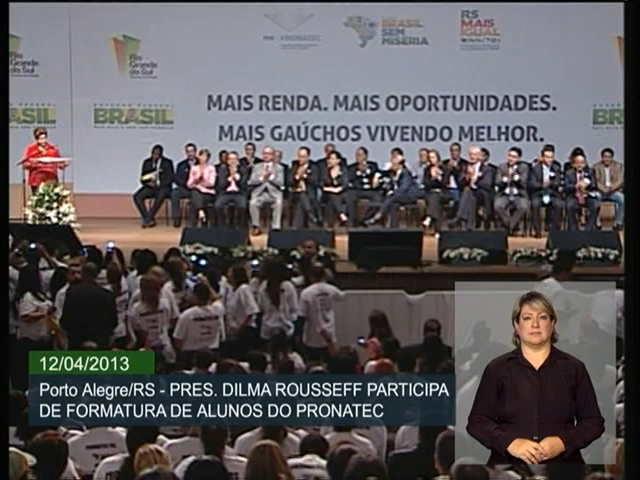 Rio Grande do Sul
BRASIL
PRONATEC
BRASIL SEM MISÉRIA
RS MAIS IGUAL
MAIS RENDA. MAIS OPORTUNIDADES.
MAIS GAÚCHOS VIVENDO MELHOR.
12/04/2013
Porto Alegre/RS - PRES. DILMA ROUSSEFF PARTICIPA
DE FORMATURA DE ALUNOS DO PRONATEC